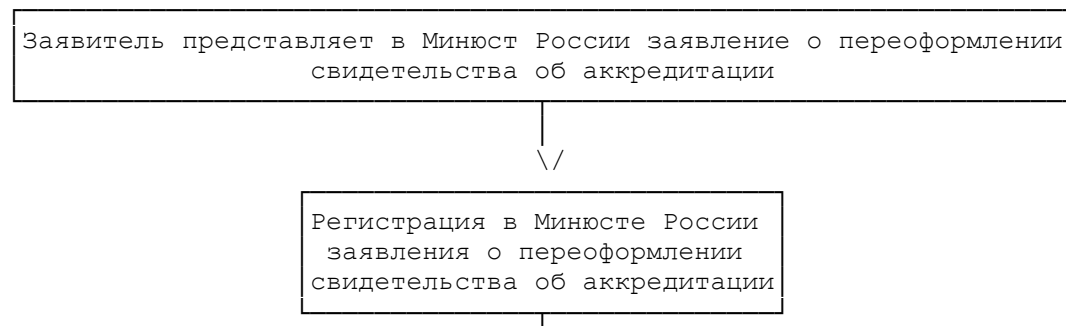 Заявитель представляет в Минюст России заявление о переоформлении
свидетельства об аккредитации
\/
Регистрация в Минюсте России
заявления о переоформлении
свидетельства об аккредитации